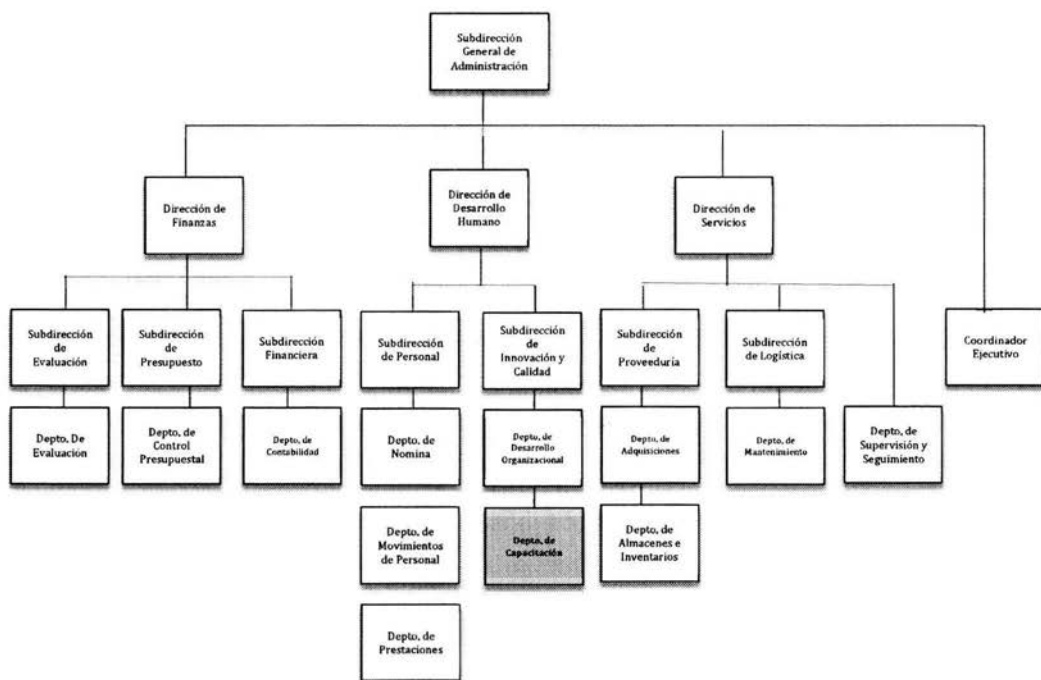 Subdirección
General de
Administración
Dirección de
Finanzas
Dirección de
Desarrollo
Humano
Dirección de
Servicios
Subdirección
de
Evaluación
Subdirección
de
Presupuesto
Subdirección
Financiera
Subdirección
de Personal
Subdirección
de
Innovación y
Calidad
Subdirección
de
Proveeduría
Subdirección
de Logística
Coordinador
Ejecutivo
Depto. De
Evaluación
Depto. de
Control
Presupuestal
Depto. de
Contabilidad
Depto. de
Nomina
Depto. de
Desarrollo
Organizacional
Depto. de
Adquisiciones
Depto. de
Mantenimiento
Depto. de
Supervisión y
Seguimiento
Depto. de
Movimientos
de Personal
Depto. de
Capacitación
Depto. de
Almacenes e
Inventarios
Depto. de
Prestaciones